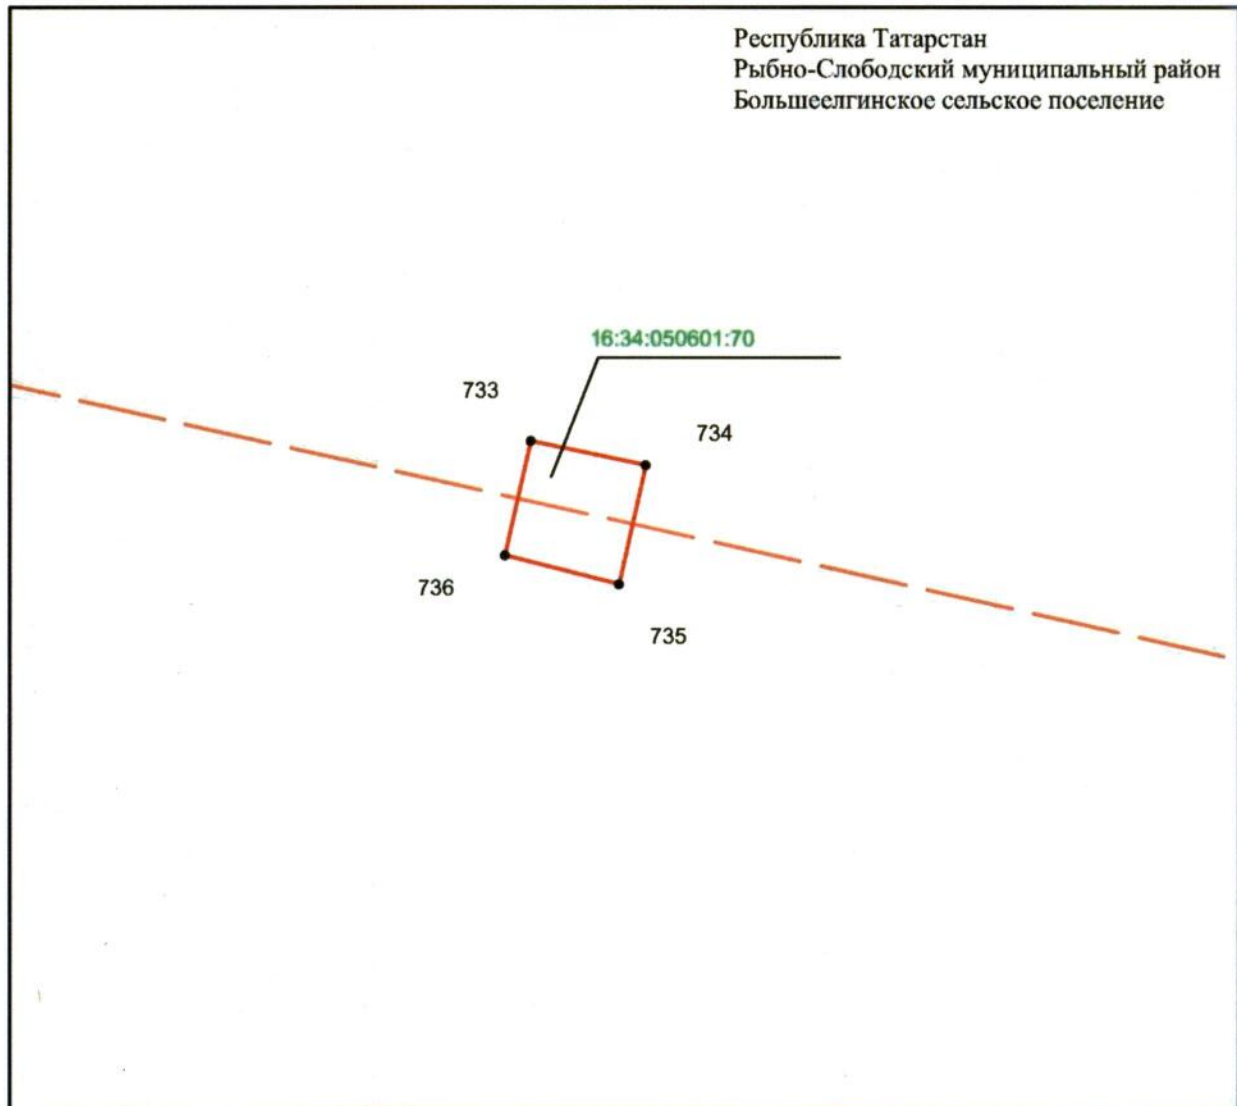 Республика Татарстан
Рыбно-Слободский муниципальный район
Большеелгинское сельское поселение
16:34:050601:70
733
734
736
735